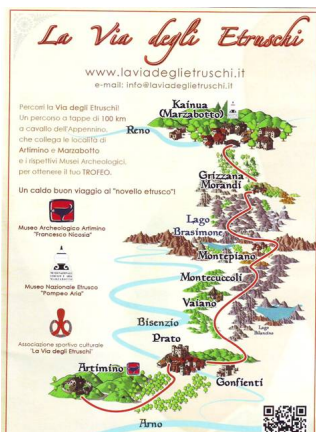 La Via degli Etruschi
www.laviadeglietruschi.it
e-mail: info@laviadeglietruschi.it
Percorri la Via degli Etruschi!
Un percorso a tappe di 100 km
a cavallo dell'Appennino,
che collega le località di
Artimino e Marzabotto
e i rispettivi Musei Archeologici,
per ottenere il tuo TROFEO.
Un caldo buon viaggio al "novello etrusco"!
Museo Archeologico Artimino
"Francesco Nicosia"
Museo Nazionale Etrusco
"Pompeo Aria"
Associazione sportivo culturale
"La Via degli Etruschi"
Kainua
(Marzabotto)
Reno
Grizzana
Morandi
Lago
Brasimone
Montepiano
Montecuccoli
Vaiano
Bisenzio
Lago
Bilancino
Prato
Artimino
Gonfienti
Arno